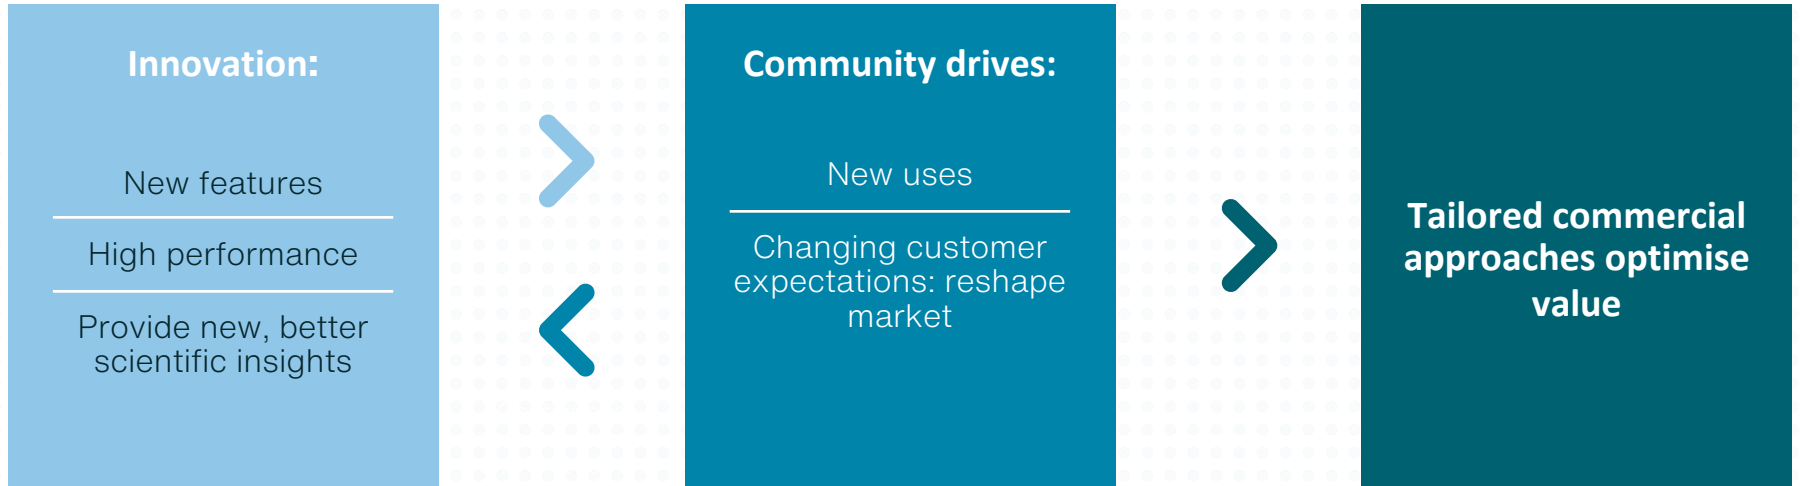 Innovation:
New features
High performance
Provide new, better
scientific insights
Community drives:
New uses
Changing customer
expectations: reshape
market
Tailored commercial
approaches optimise
value